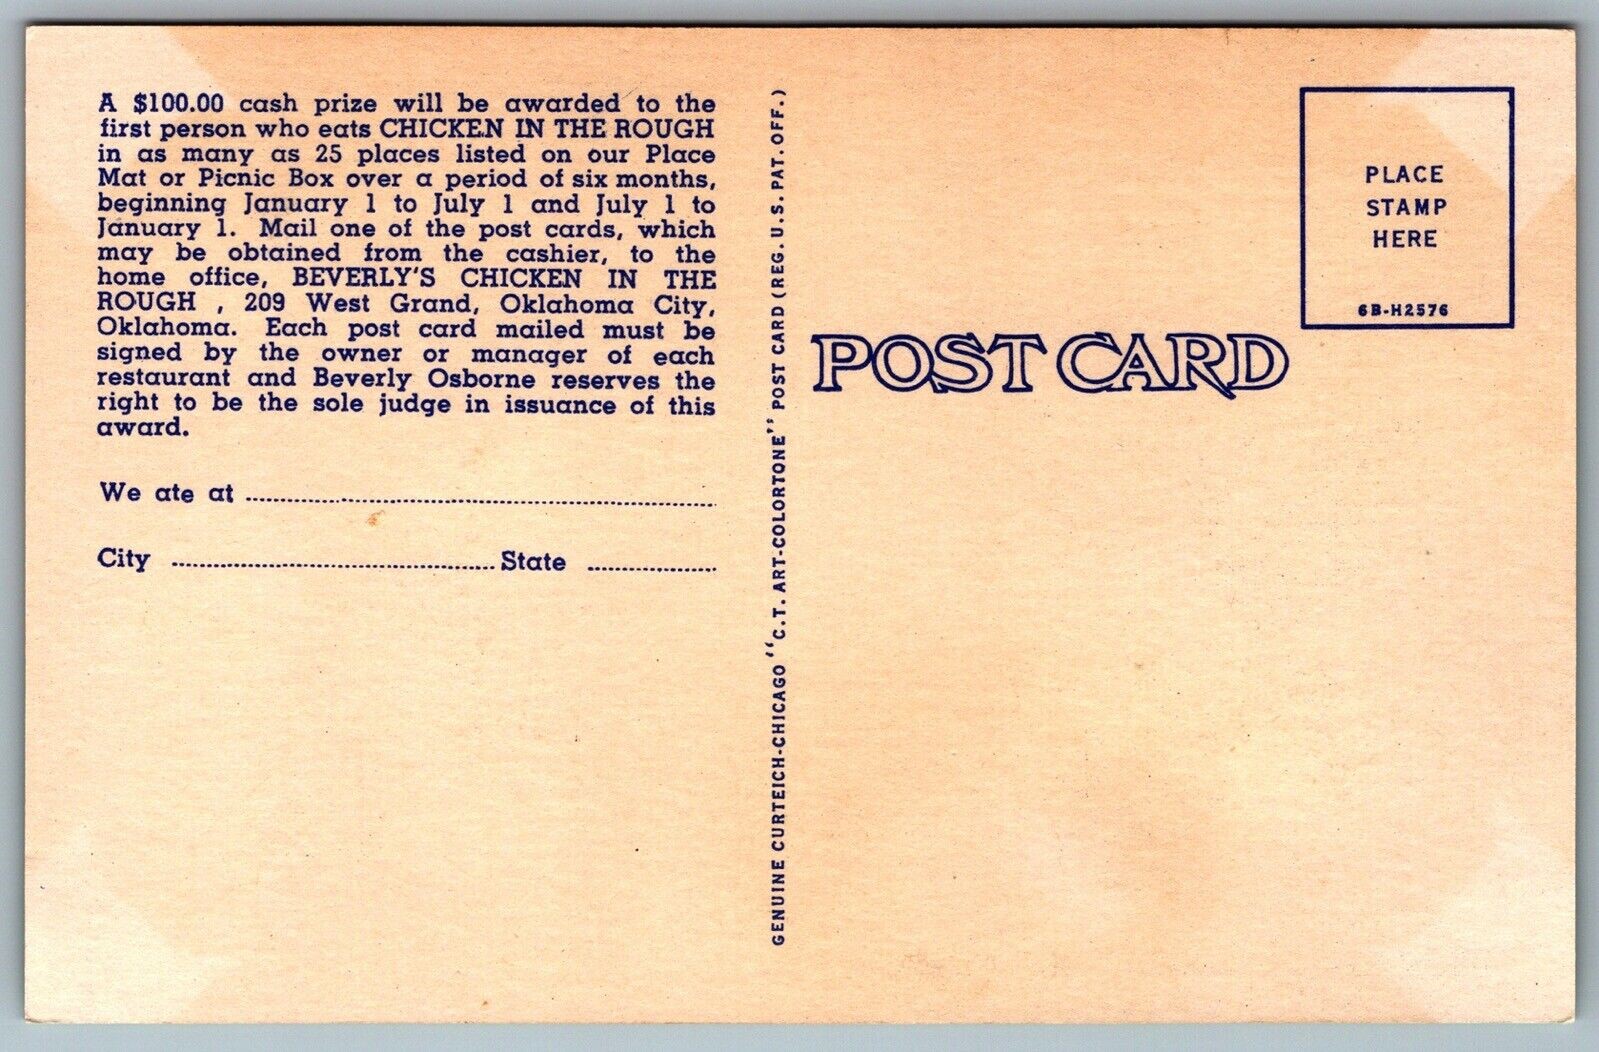 A $100.00 cash prize will be awarded to the
first person who eats CHICKEN IN THE ROUGH
in as many as 25 places listed on our Place
Mat or Picnic Box over a period of six months,
beginning January 1 to July 1 and July 1 to
January 1. Mail one of the post cards, which
may be obtained from the cashier, to the
home office, BEVERLY'S CHICKEN IN THE
ROUGH , 209 West Grand, Oklahoma City,
Oklahoma. Each post card mailed must be
signed by the owner or manager of each
restaurant and Beverly Osborne reserves the
right to be the sole judge in issuance of this
award.
We ate at
City State
GENUINE CURTEICH-CHICAGO "C.T. ART-COLORTONE" POST CARD (REG. U.S. PAT. OFF.)
PLACE
STAMP
HERE
6B-H2576
POST CARD